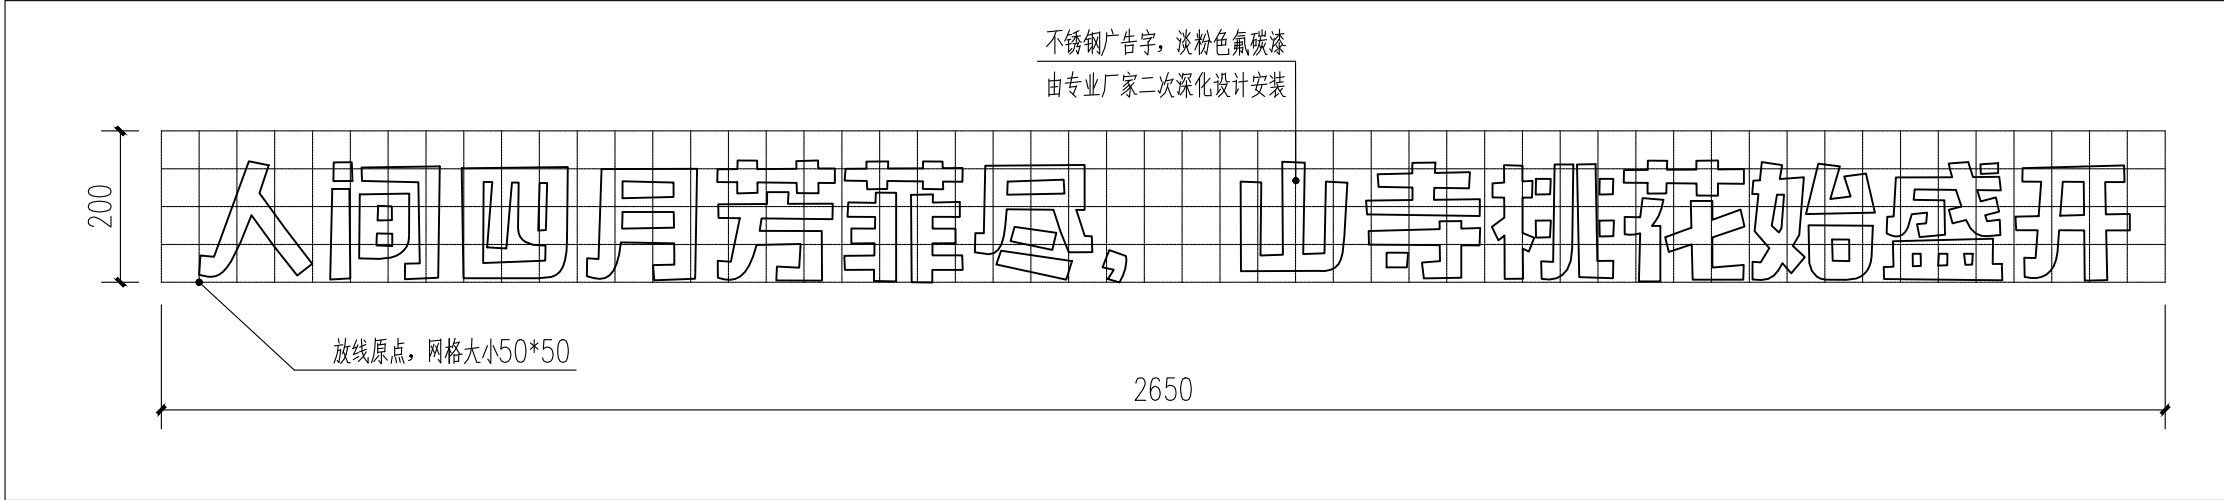 不锈钢广告字，淡粉色氟碳漆
由专业厂家二次深化设计安装
200
人间四月芳菲尽，山寺桃花始盛开
放线原点，网格大小50*50
2650